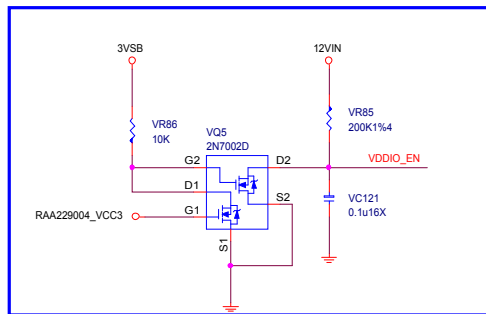 3VSB
12VIN
VR86
10K
VR85
200K1%4
VQ5
2N7002D
G2
D2
VDDIO_EN
D1
S2
VC121
0.1u16X
RAA229004_VCC3
G1
S1